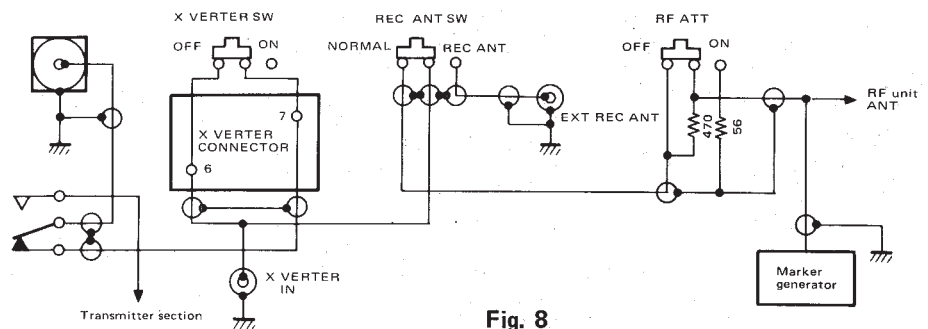 X VERTER SW
OFF ON
REC ANT SW
NORMAL REC ANT
RF ATT
OFF ON
7
X VERTER
CONNECTOR
6
EXT REC ANT
470
56
RF unit
ANT
X VERTER
IN
Marker
generator
Transmitter section
Fig. 8